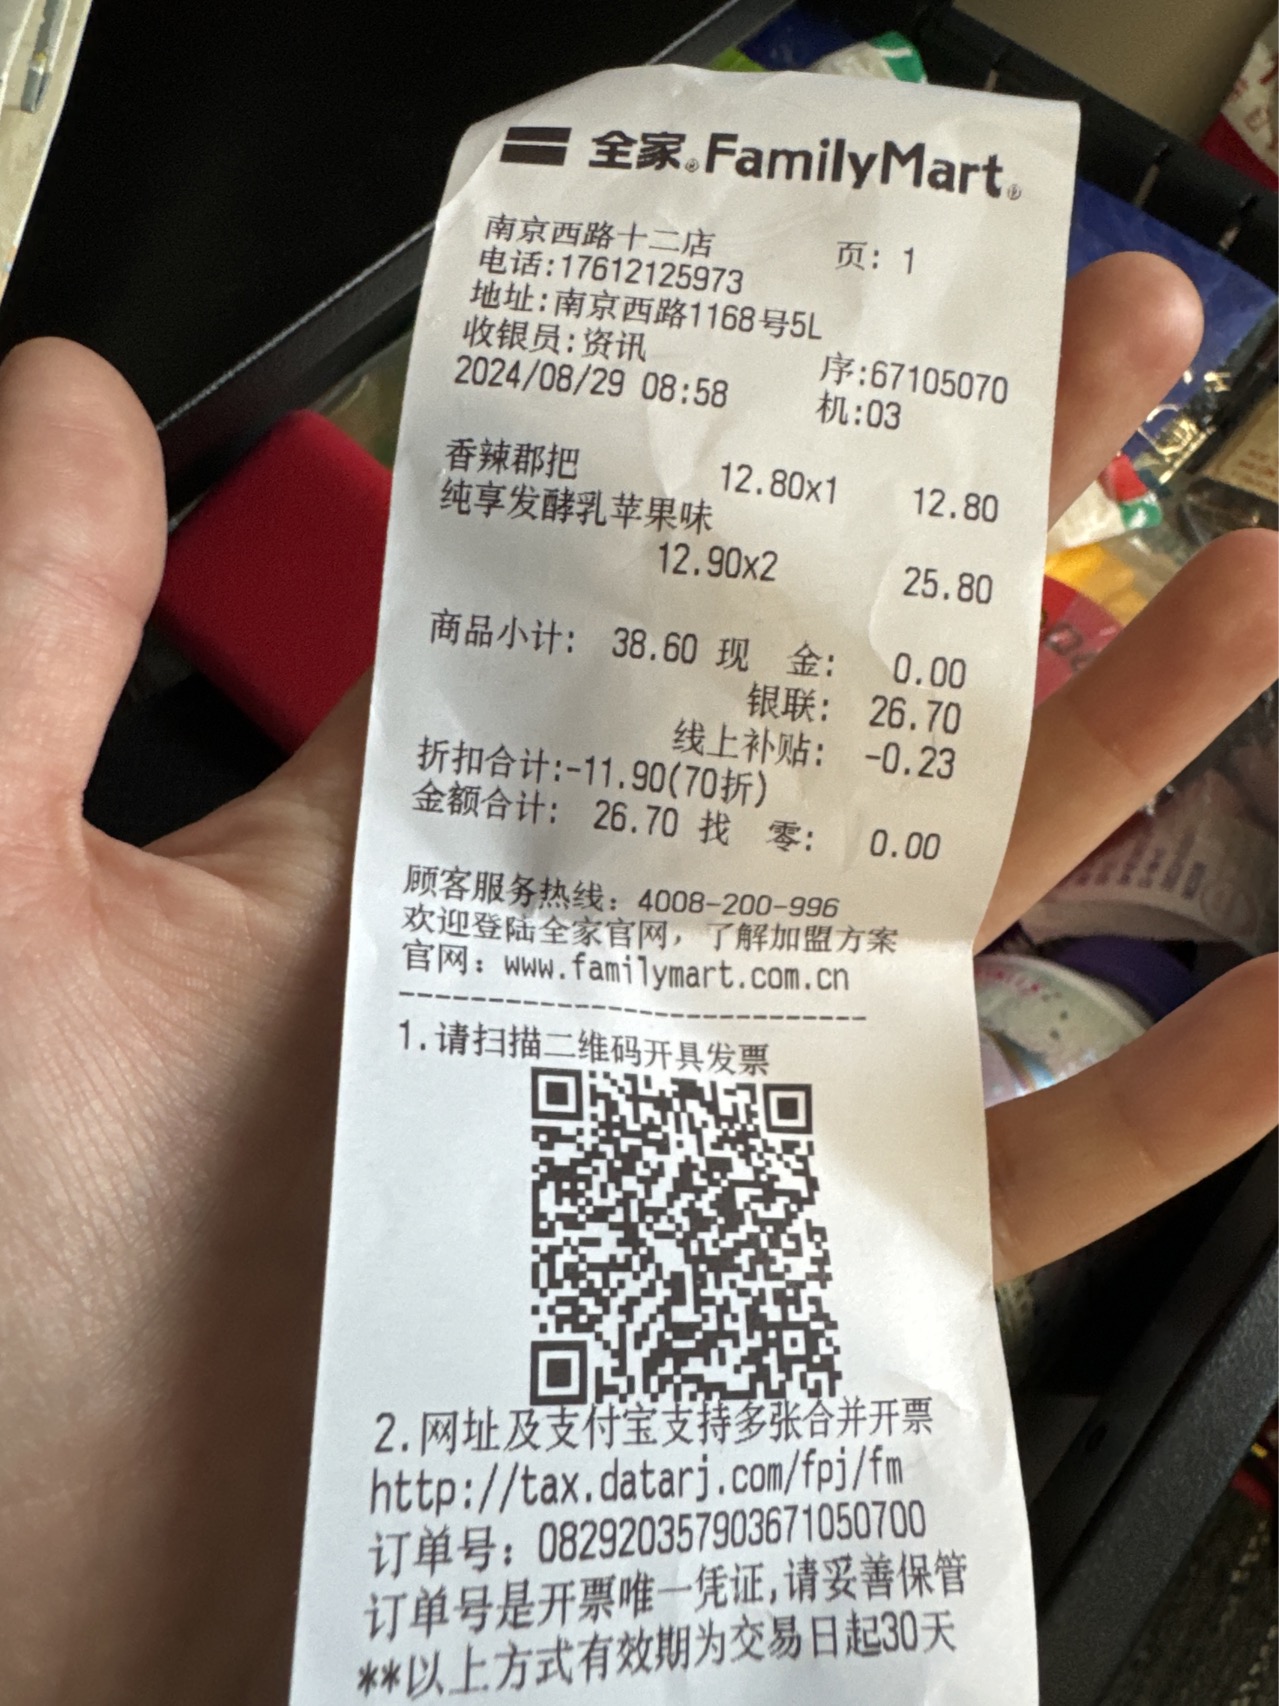 全家® FamilyMart®
南京西路十二店 页: 1
电话:17612125973
地址:南京西路1168号5L
收银员:资讯 序:67105070
2024/08/29 08:58 机:03
香辣郡把 12.80x1 12.80
纯享发酵乳苹果味
12.90x2 25.80
商品小计: 38.60 现 金: 0.00
银联: 26.70
线上补贴: -0.23
折扣合计:-11.90(70折)
金额合计: 26.70 找 零: 0.00
顾客服务热线: 4008-200-996
欢迎登陆全家官网, 了解加盟方案
官网: www.familymart.com.cn
-------------------------------
1.请扫描二维码开具发票
2.网址及支付宝支持多张合并开票
http://tax.datarj.com/fpj/fm
订单号: 082920357903671050700
订单号是开票唯一凭证,请妥善保管
**以上方式有效期为交易日起30天